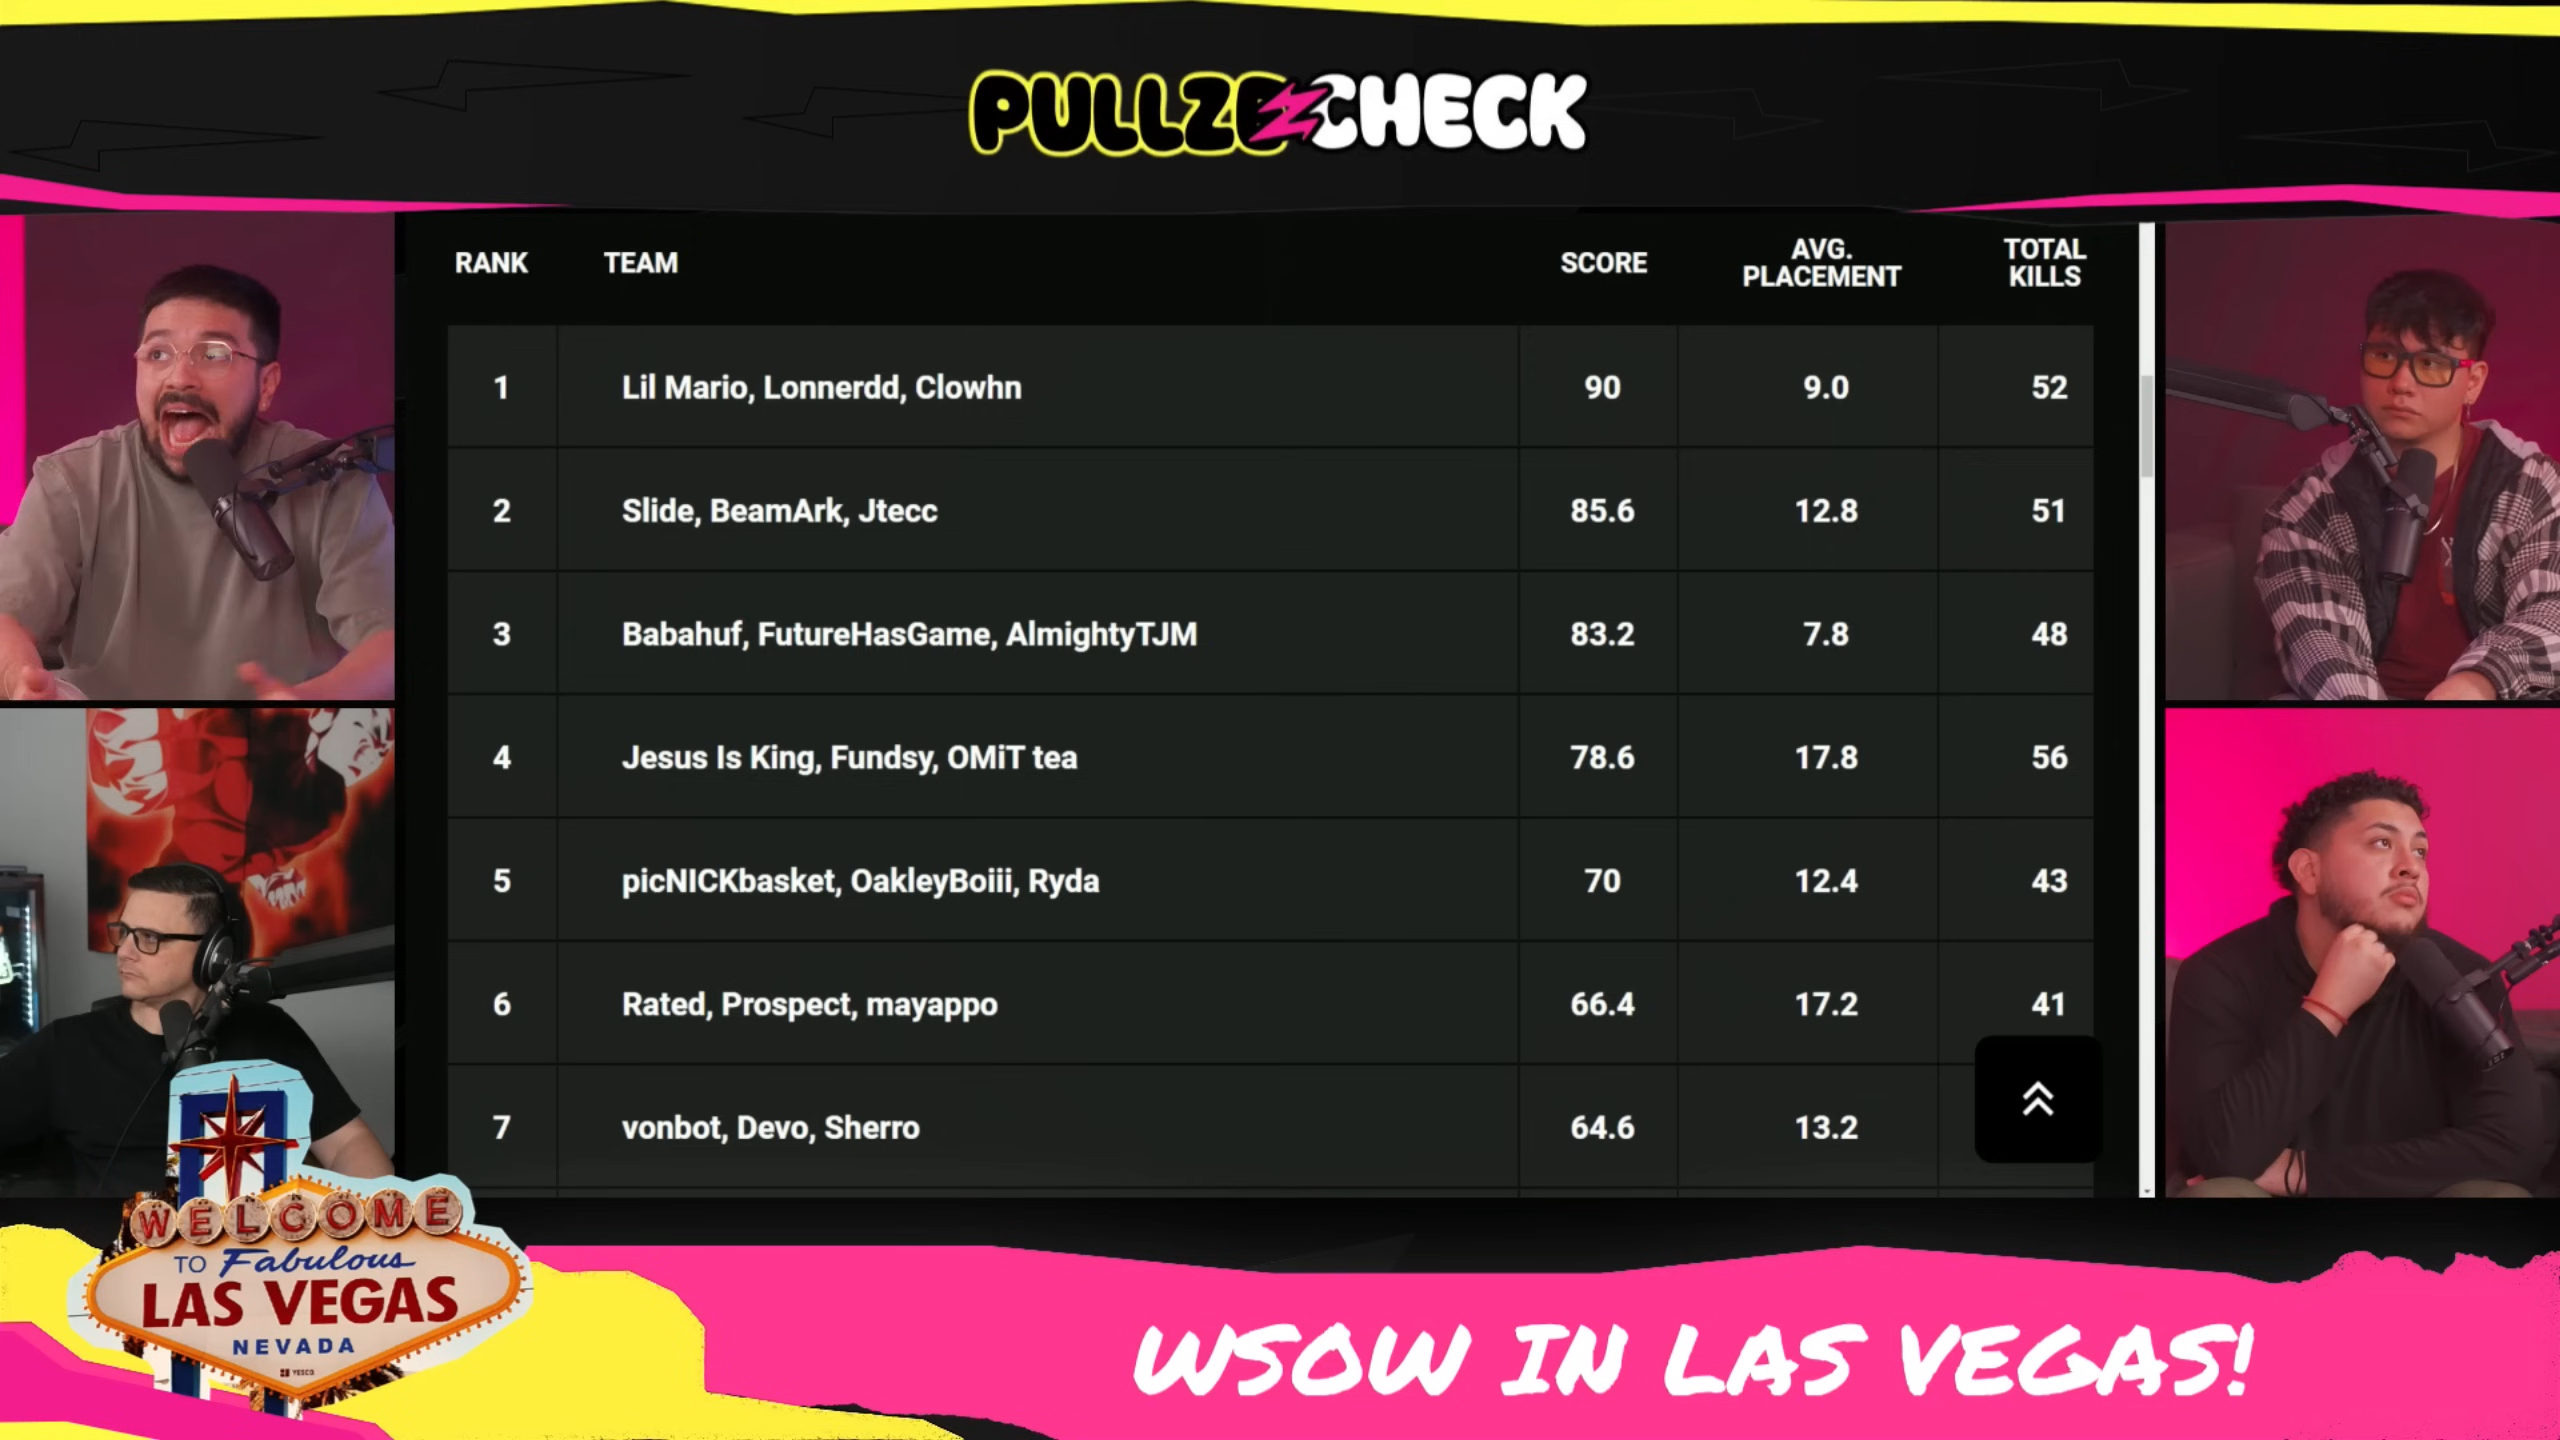 PULLZE CHECK
RANK TEAM SCORE AVG. PLACEMENT TOTAL KILLS
1 Lil Mario, Lonnerdd, Clowhn 90 9.0 52
2 Slide, BeamArk, Jtecc 85.6 12.8 51
3 Babahuf, FutureHasGame, AlmightyTJM 83.2 7.8 48
4 Jesus Is King, Fundsy, OMiT tea 78.6 17.8 56
5 picNICKbasket, OakleyBoiii, Ryda 70 12.4 43
6 Rated, Prospect, mayappo 66.4 17.2 41
7 vonbot, Devo, Sherro 64.6 13.2
WELCOME
TO Fabulous
LAS VEGAS
NEVADA
YESCO
WSOW IN LAS VEGAS!